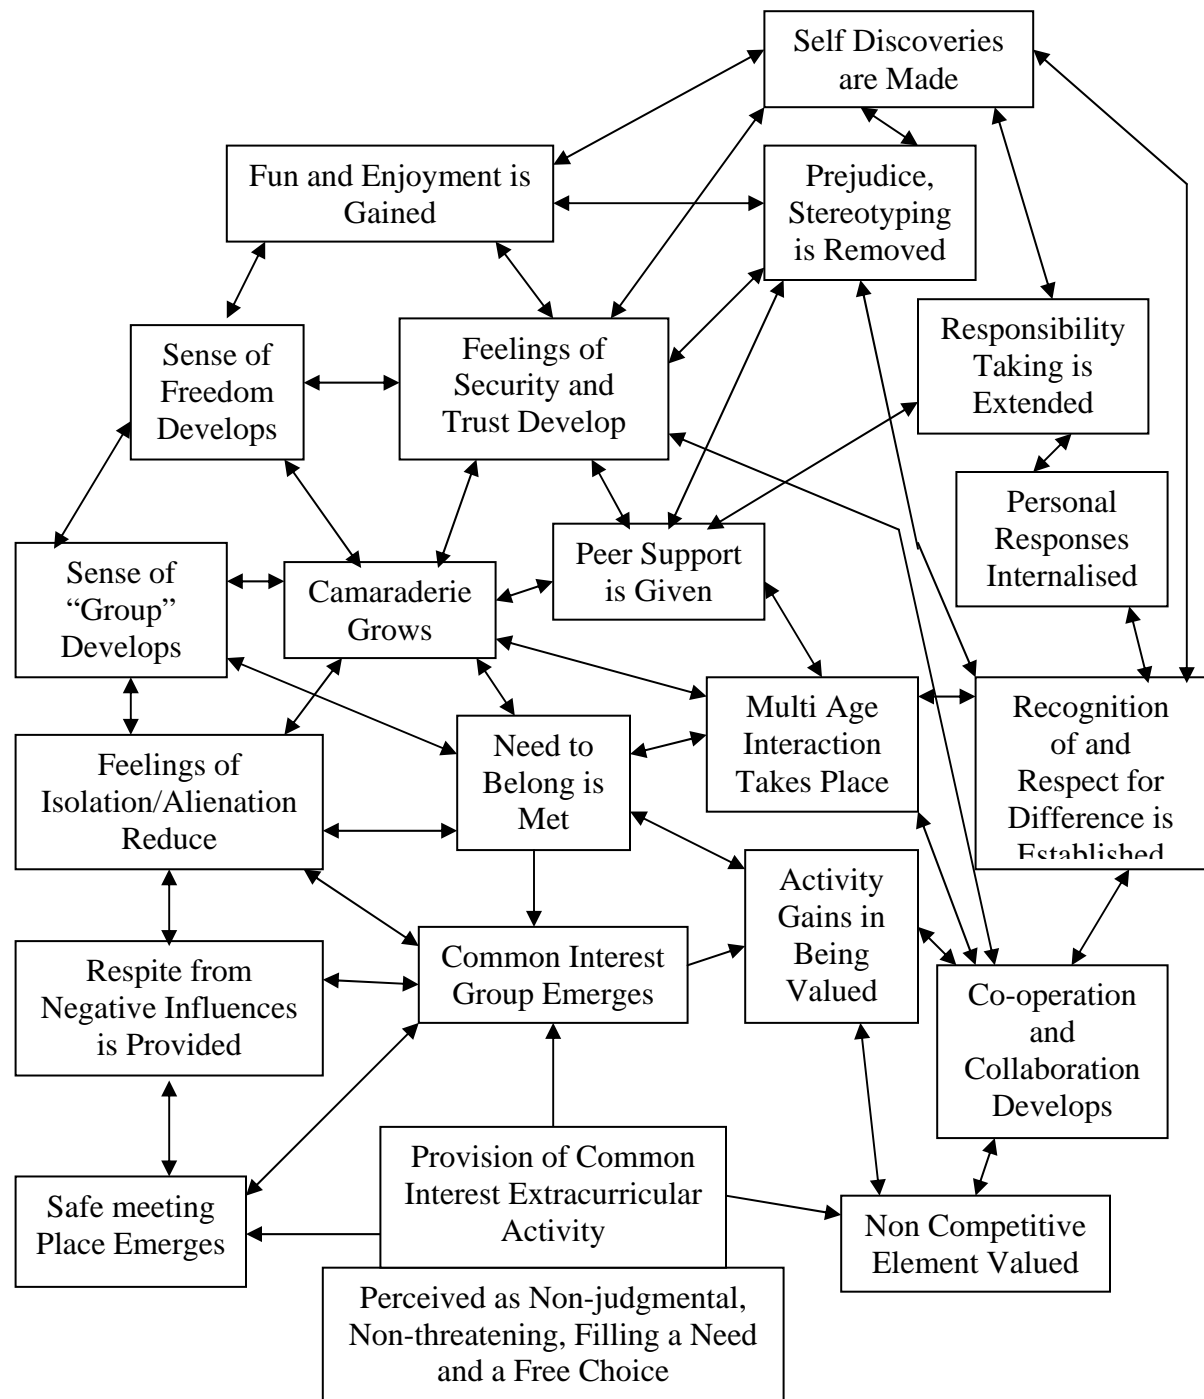 Self Discoveries
are Made
Fun and Enjoyment is
Gained
Prejudice,
Stereotyping
is Removed
Sense of
Freedom
Develops
Feelings of
Security and
Trust Develop
Responsibility
Taking is
Extended
Personal
Responses
Internalised
Sense of
“Group”
Develops
Camaraderie
Grows
Peer Support
is Given
Feelings of
Isolation/Alienation
Reduce
Need to
Belong is
Met
Multi Age
Interaction
Takes Place
Recognition
of and
Respect for
Difference is
Established
Respite from
Negative Influences
is Provided
Common Interest
Group Emerges
Activity
Gains in
Being
Valued
Co-operation
and
Collaboration
Develops
Safe meeting
Place Emerges
Provision of Common
Interest Extracurricular
Activity
Non Competitive
Element Valued
Perceived as Non-judgmental,
Non-threatening, Filling a Need
and a Free Choice